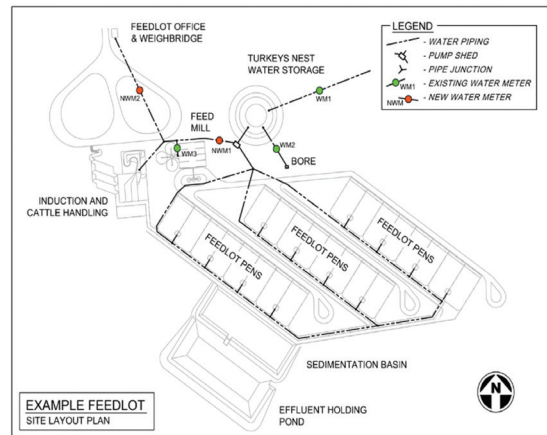 FEEDLOT OFFICE
& WEIGHBRIDGE
TURKEYS NEST
WATER STORAGE
LEGEND
- WATER PIPING
- PUMP SHED
- PIPE JUNCTION
WM1 - EXISTING WATER METER
NWM - NEW WATER METER
NWM2
WM1
FEED
MILL
NWM1
WM2
WM3
BORE
INDUCTION AND
CATTLE HANDLING
FEEDLOT PENS
FEEDLOT PENS
FEEDLOT PENS
SEDIMENTATION BASIN
EFFLUENT HOLDING
POND
EXAMPLE FEEDLOT
SITE LAYOUT PLAN
N